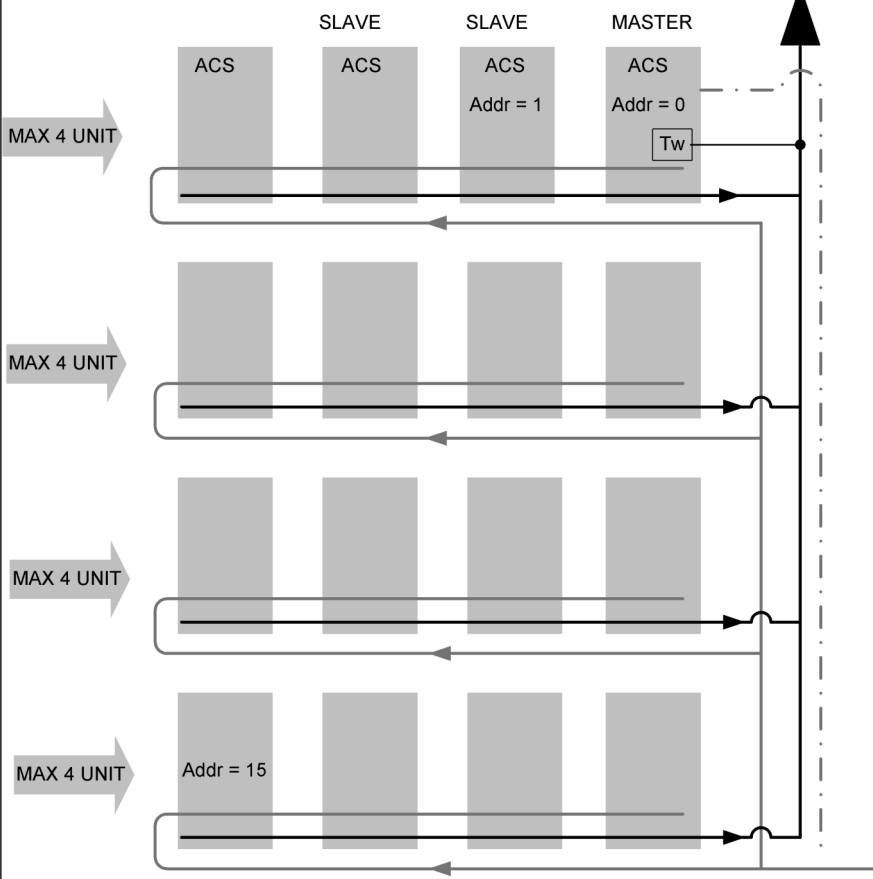 SLAVE SLAVE MASTER
ACS ACS ACS ACS
Addr = 1 Addr = 0
MAX 4 UNIT
Tw
MAX 4 UNIT
MAX 4 UNIT
MAX 4 UNIT
Addr = 15